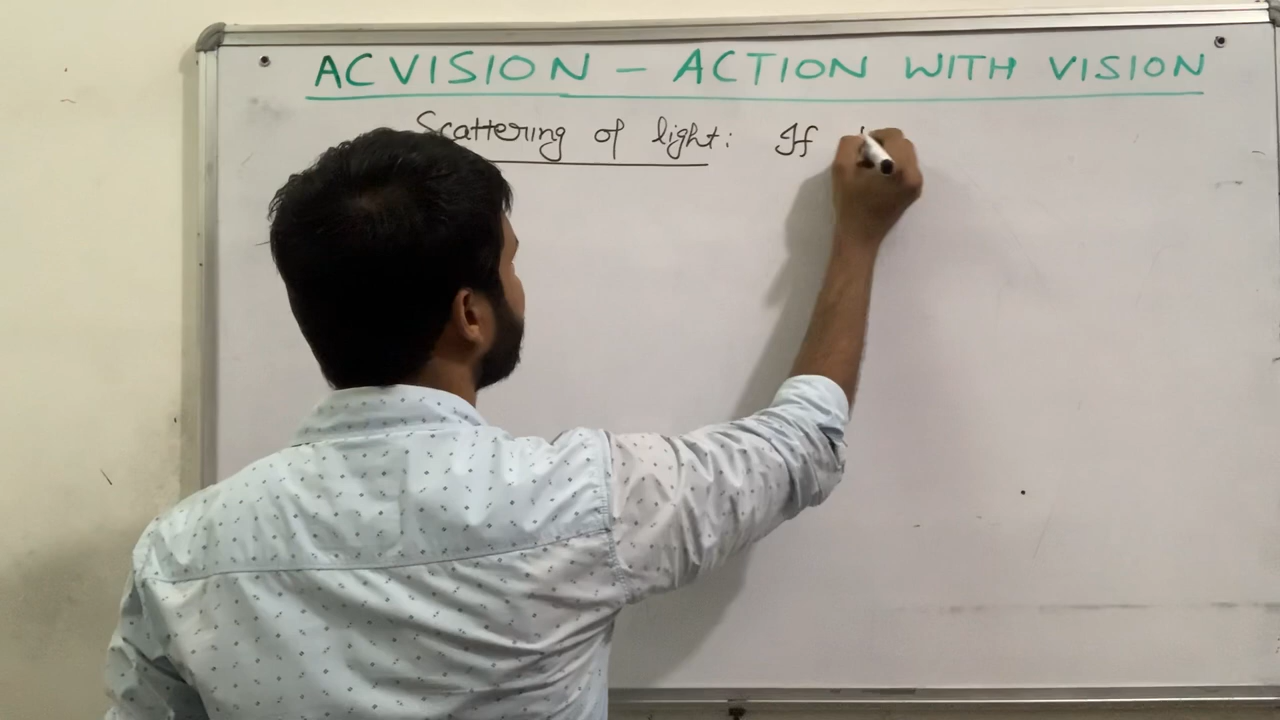 ACVISION – ACTION WITH VISION
Scattering of light: If